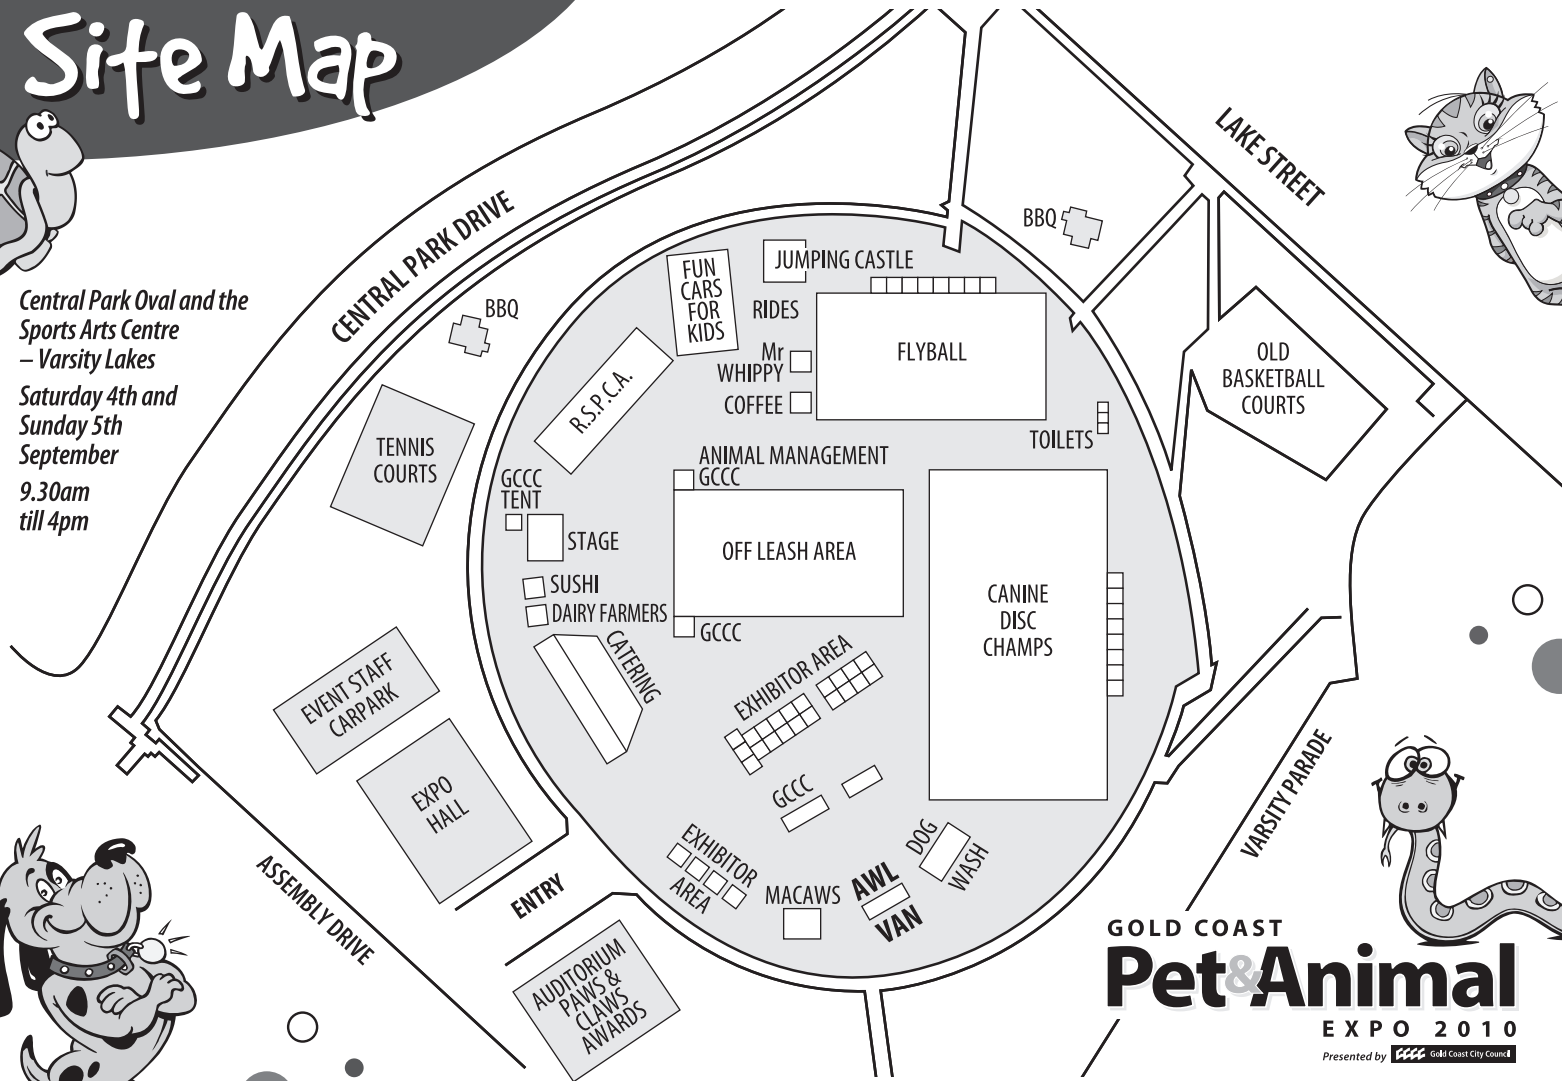 Site Map
Central Park Oval and the
Sports Arts Centre
– Varsity Lakes
Saturday 4th and
Sunday 5th
September
9.30am
till 4pm
CENTRAL PARK DRIVE
LAKE STREET
BBQ
BBQ
JUMPING CASTLE
FUN
CARS
FOR
KIDS
RIDES
Mr
WHIPPY
COFFEE
FLYBALL
OLD
BASKETBALL
COURTS
R.S.P.C.A.
TENNIS
COURTS
TOILETS
ANIMAL MANAGEMENT
GCCC
GCCC
TENT
STAGE
OFF LEASH AREA
SUSHI
DAIRY FARMERS
GCCC
CATERING
CANINE
DISC
CHAMPS
EXHIBITOR AREA
EVENT STAFF
CARPARK
EXPO
HALL
GCCC
EXHIBITOR
AREA
MACAWS
AWL
VAN
DOG
WASH
ENTRY
ASSEMBLY DRIVE
VARSITY PARADE
AUDITORIUM
PAWS &
CLAWS
AWARDS
GOLD COAST
Pet&Animal
EXPO 2010
Presented by GCCC Gold Coast City Council